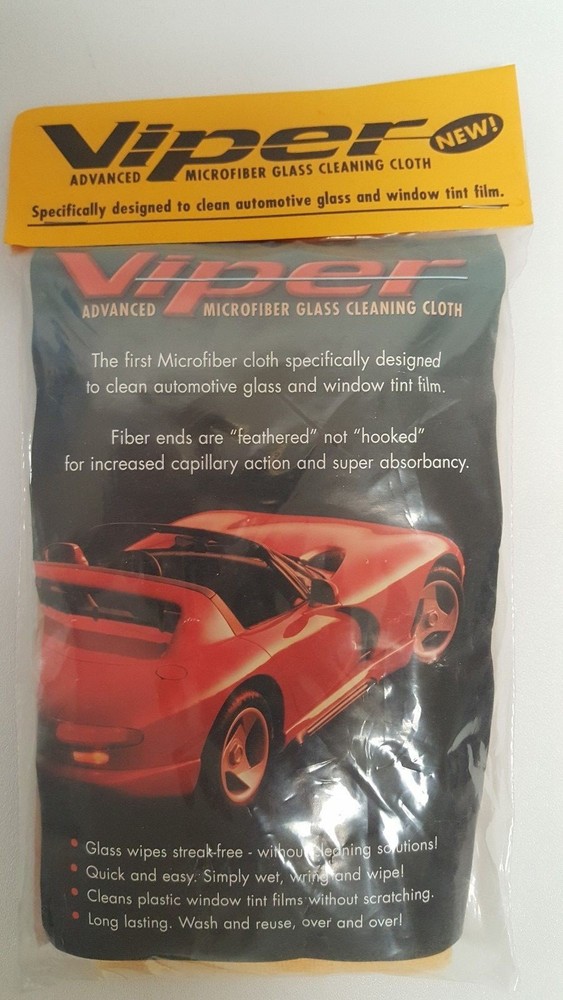 Viper NEW!
ADVANCED MICROFIBER GLASS CLEANING CLOTH
Specifically designed to clean automotive glass and window tint film.
Viper
ADVANCED MICROFIBER GLASS CLEANING CLOTH
The first Microfiber cloth specifically designed
to clean automotive glass and window tint film.
Fiber ends are “feathered” not “hooked”
for increased capillary action and super absorbancy.
• Glass wipes streak-free - without cleaning solutions!
• Quick and easy. Simply wet, wring and wipe!
• Cleans plastic window tint films without scratching.
• Long lasting. Wash and reuse, over and over!